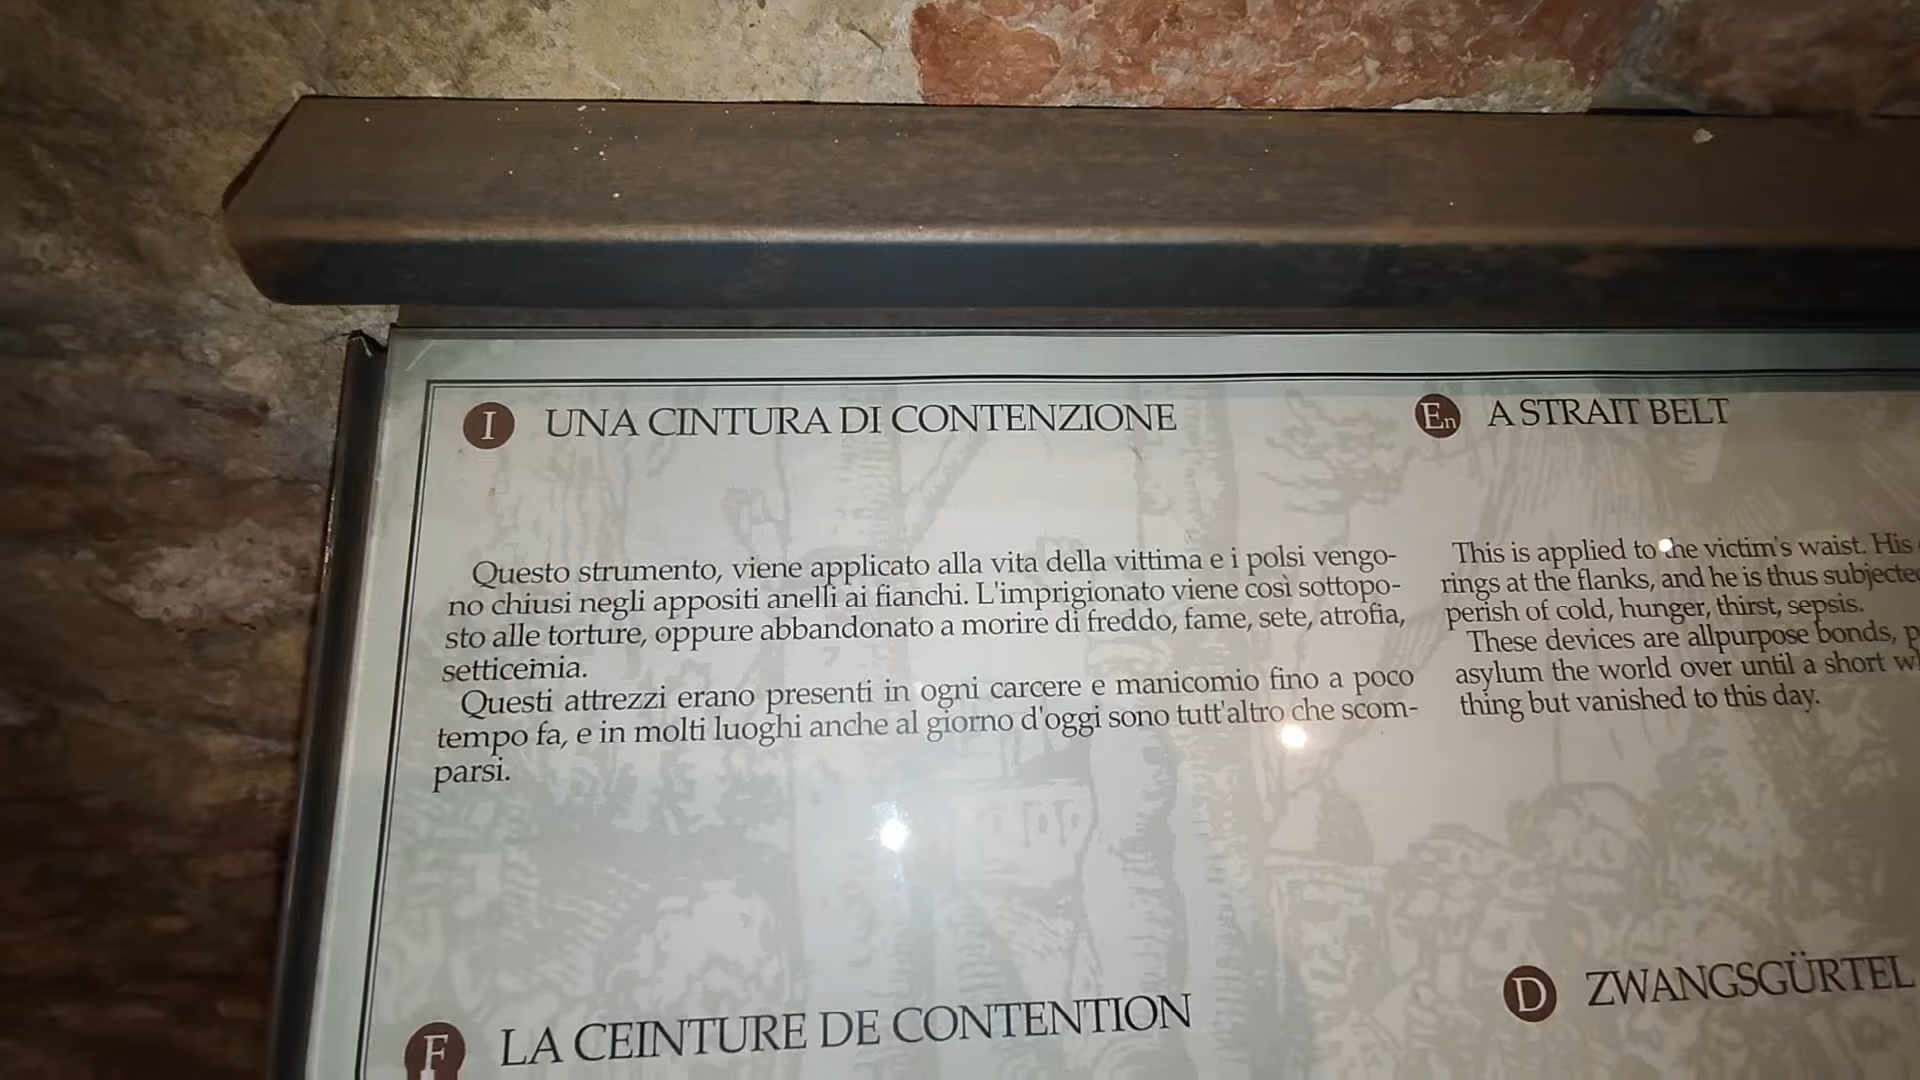 I UNA CINTURA DI CONTENZIONE
Questo strumento, viene applicato alla vita della vittima e i polsi vengo-
no chiusi negli appositi anelli ai fianchi. L'imprigionato viene così sottopo-
sto alle torture, oppure abbandonato a morire di freddo, fame, sete, atrofia,
setticemia.
Questi attrezzi erano presenti in ogni carcere e manicomio fino a poco
tempo fa, e in molti luoghi anche al giorno d'oggi sono tutt'altro che scom-
parsi.
En A STRAIT BELT
This is applied to the victim's waist. His
rings at the flanks, and he is thus subjected
perish of cold, hunger, thirst, sepsis.
These devices are allpurpose bonds,
asylum the world over until a short
thing but vanished to this day.
F LA CEINTURE DE CONTENTION
D ZWANGSGÜRTEL